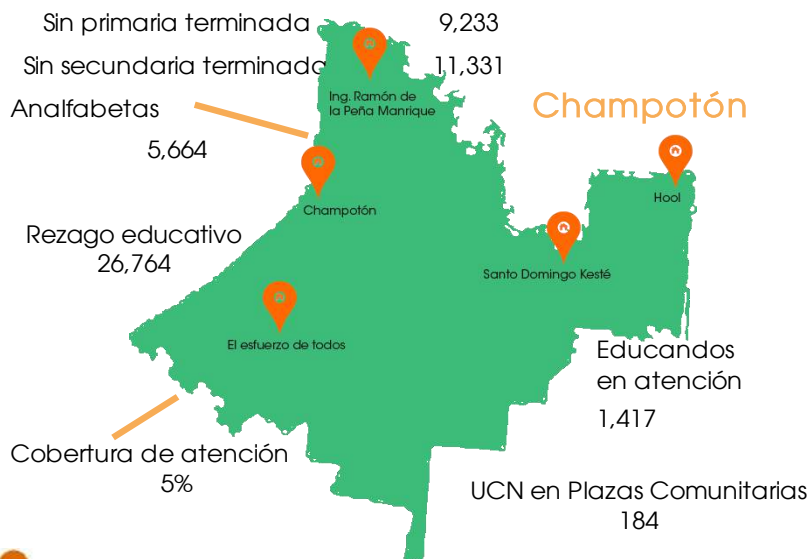 Sin primaria terminada 9,233
Sin secundaria terminada 11,331
Analfabetas
5,664
Ing. Ramón de
la Peña Manrique
Champotón
Hool
Champotón
Rezago educativo
26,764
Santo Domingo Kesté
El esfuerzo de todos
Educandos
en atención
1,417
Cobertura de atención
5%
UCN en Plazas Comunitarias
184